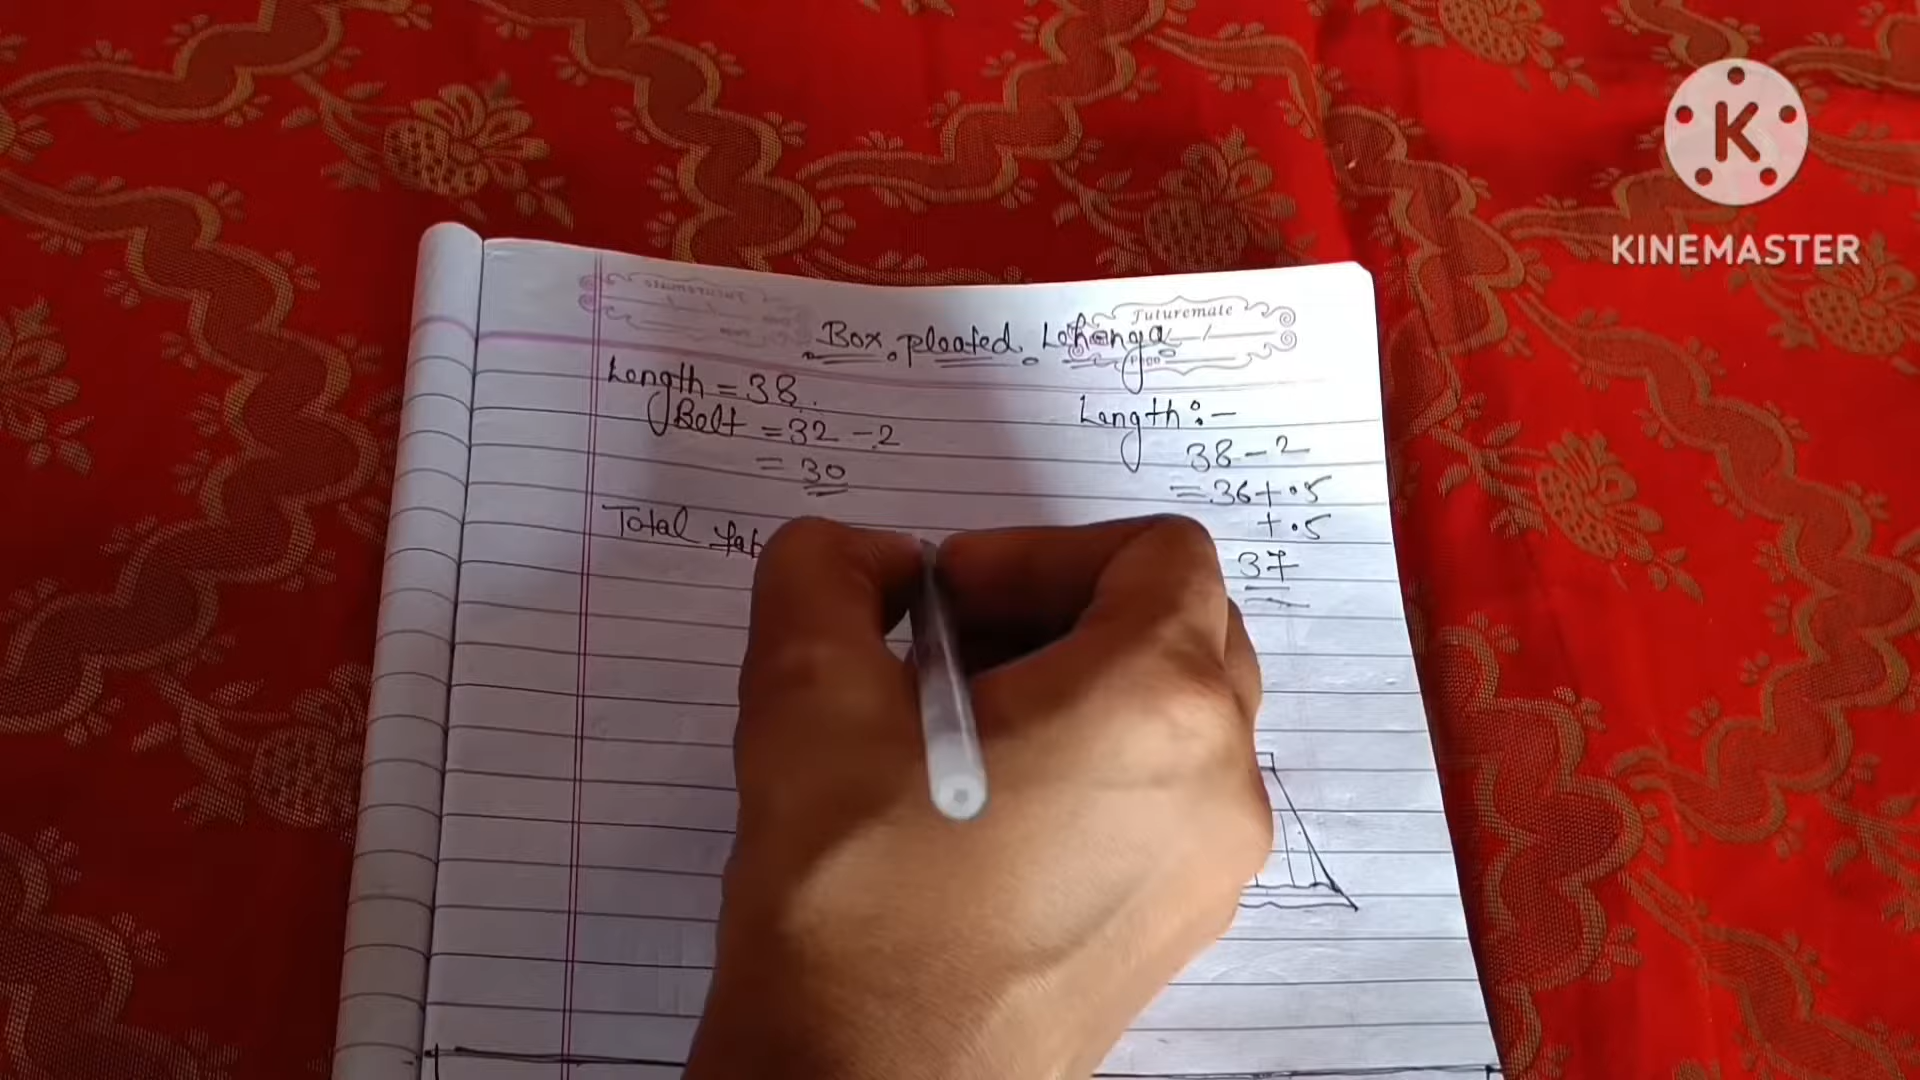 KINEMASTER
Futuremate
Box pleated Lehenga
Length = 38
Belt = 32 - 2
= 30
Length :-
38 - 2
= 36 + .5
+ .5
37
Total fab